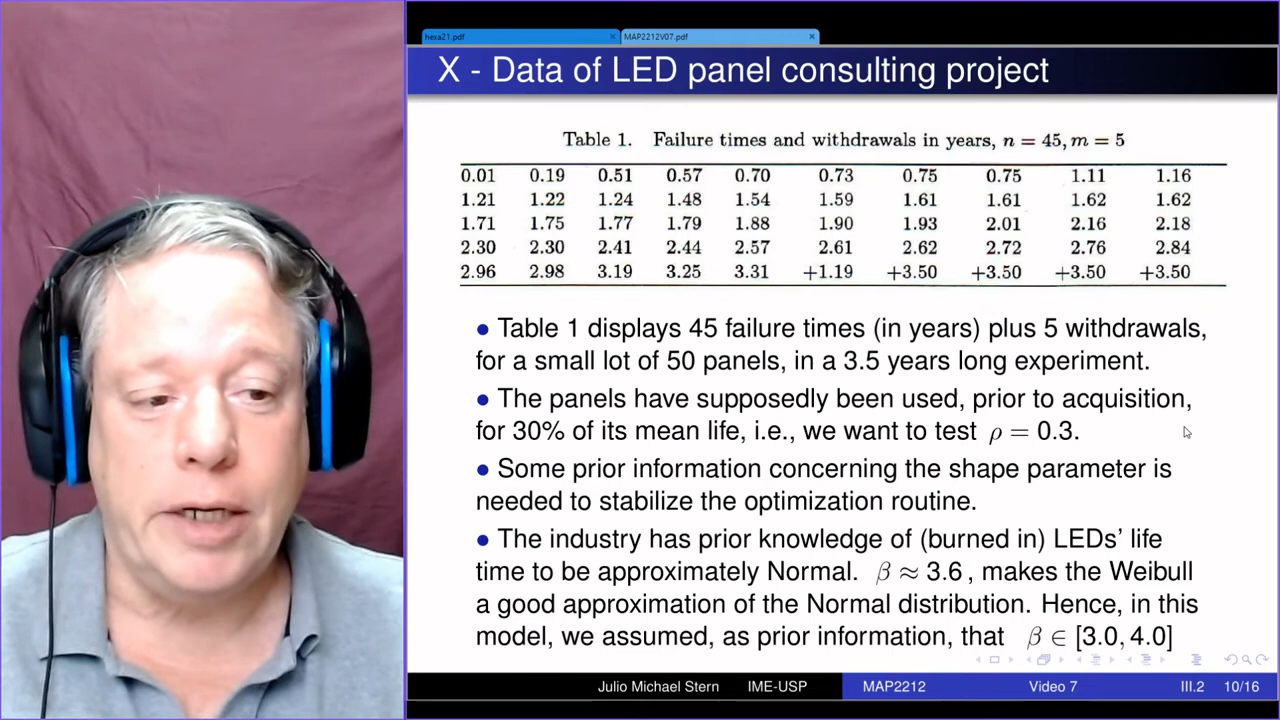 hexa21.pdf
MAP2212V07.pdf
X - Data of LED panel consulting project
Table 1. Failure times and withdrawals in years, n = 45, m = 5
0.01 0.19 0.51 0.57 0.70 0.73 0.75 0.75 1.11 1.16
1.21 1.22 1.24 1.48 1.54 1.59 1.61 1.61 1.62 1.62
1.71 1.75 1.77 1.79 1.88 1.90 1.93 2.01 2.16 2.18
2.30 2.30 2.41 2.44 2.57 2.61 2.62 2.72 2.76 2.84
2.96 2.98 3.19 3.25 3.31 +1.19 +3.50 +3.50 +3.50 +3.50
• Table 1 displays 45 failure times (in years) plus 5 withdrawals,
for a small lot of 50 panels, in a 3.5 years long experiment.
• The panels have supposedly been used, prior to acquisition,
for 30% of its mean life, i.e., we want to test ρ = 0.3.
• Some prior information concerning the shape parameter is
needed to stabilize the optimization routine.
• The industry has prior knowledge of (burned in) LEDs' life
time to be approximately Normal. β ≈ 3.6 , makes the Weibull
a good approximation of the Normal distribution. Hence, in this
model, we assumed, as prior information, that β ∈ [3.0, 4.0]
Julio Michael Stern IME-USP MAP2212 Video 7 III.2 10/16